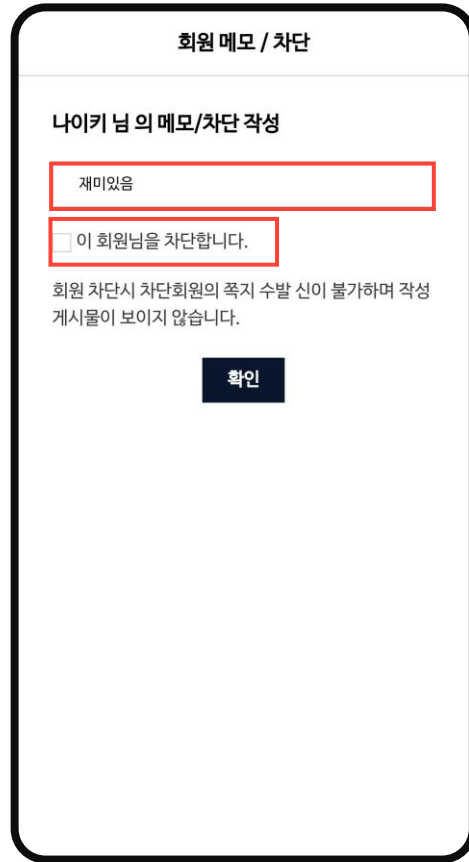 회원 메모 / 차단
나이키 님 의 메모/차단 작성
재미있음
이 회원님을 차단합니다.
회원 차단시 차단회원의 쪽지 수발 신이 불가하며 작성
게시물이 보이지 않습니다.
확인